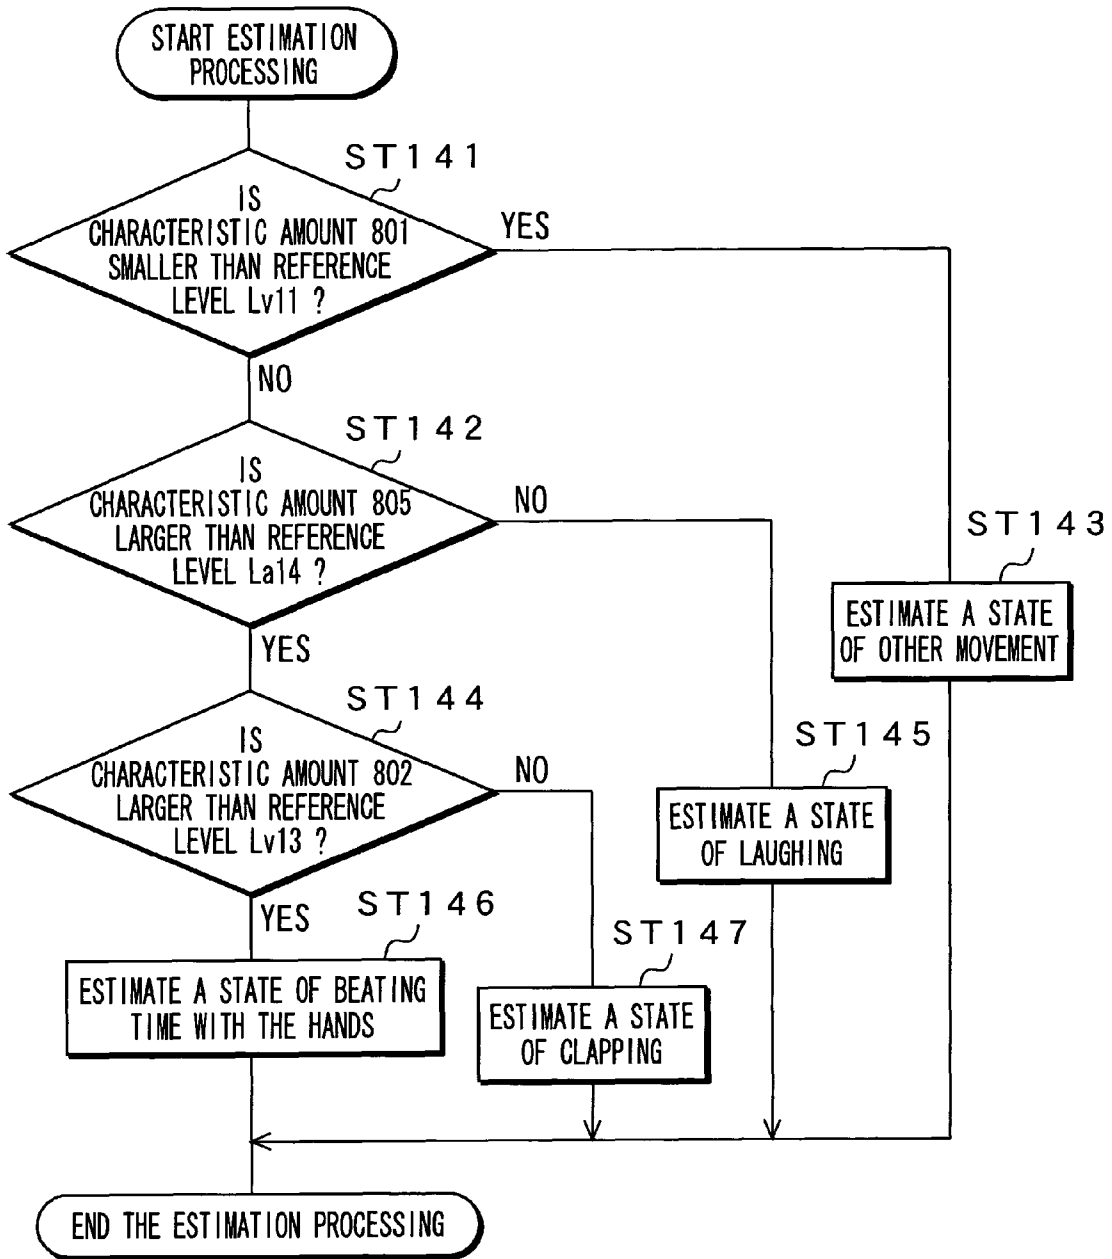 START ESTIMATION
PROCESSING
ST141
IS
CHARACTERISTIC AMOUNT 801
SMALLER THAN REFERENCE
LEVEL Lv11 ?
YES
NO
ST142
IS
CHARACTERISTIC AMOUNT 805
LARGER THAN REFERENCE
LEVEL La14 ?
NO
YES
ST143
ESTIMATE A STATE
OF OTHER MOVEMENT
ST144
IS
CHARACTERISTIC AMOUNT 802
LARGER THAN REFERENCE
LEVEL Lv13 ?
NO
YES
ST145
ESTIMATE A STATE
OF LAUGHING
ST146
ESTIMATE A STATE OF BEATING
TIME WITH THE HANDS
ST147
ESTIMATE A STATE
OF CLAPPING
END THE ESTIMATION PROCESSING